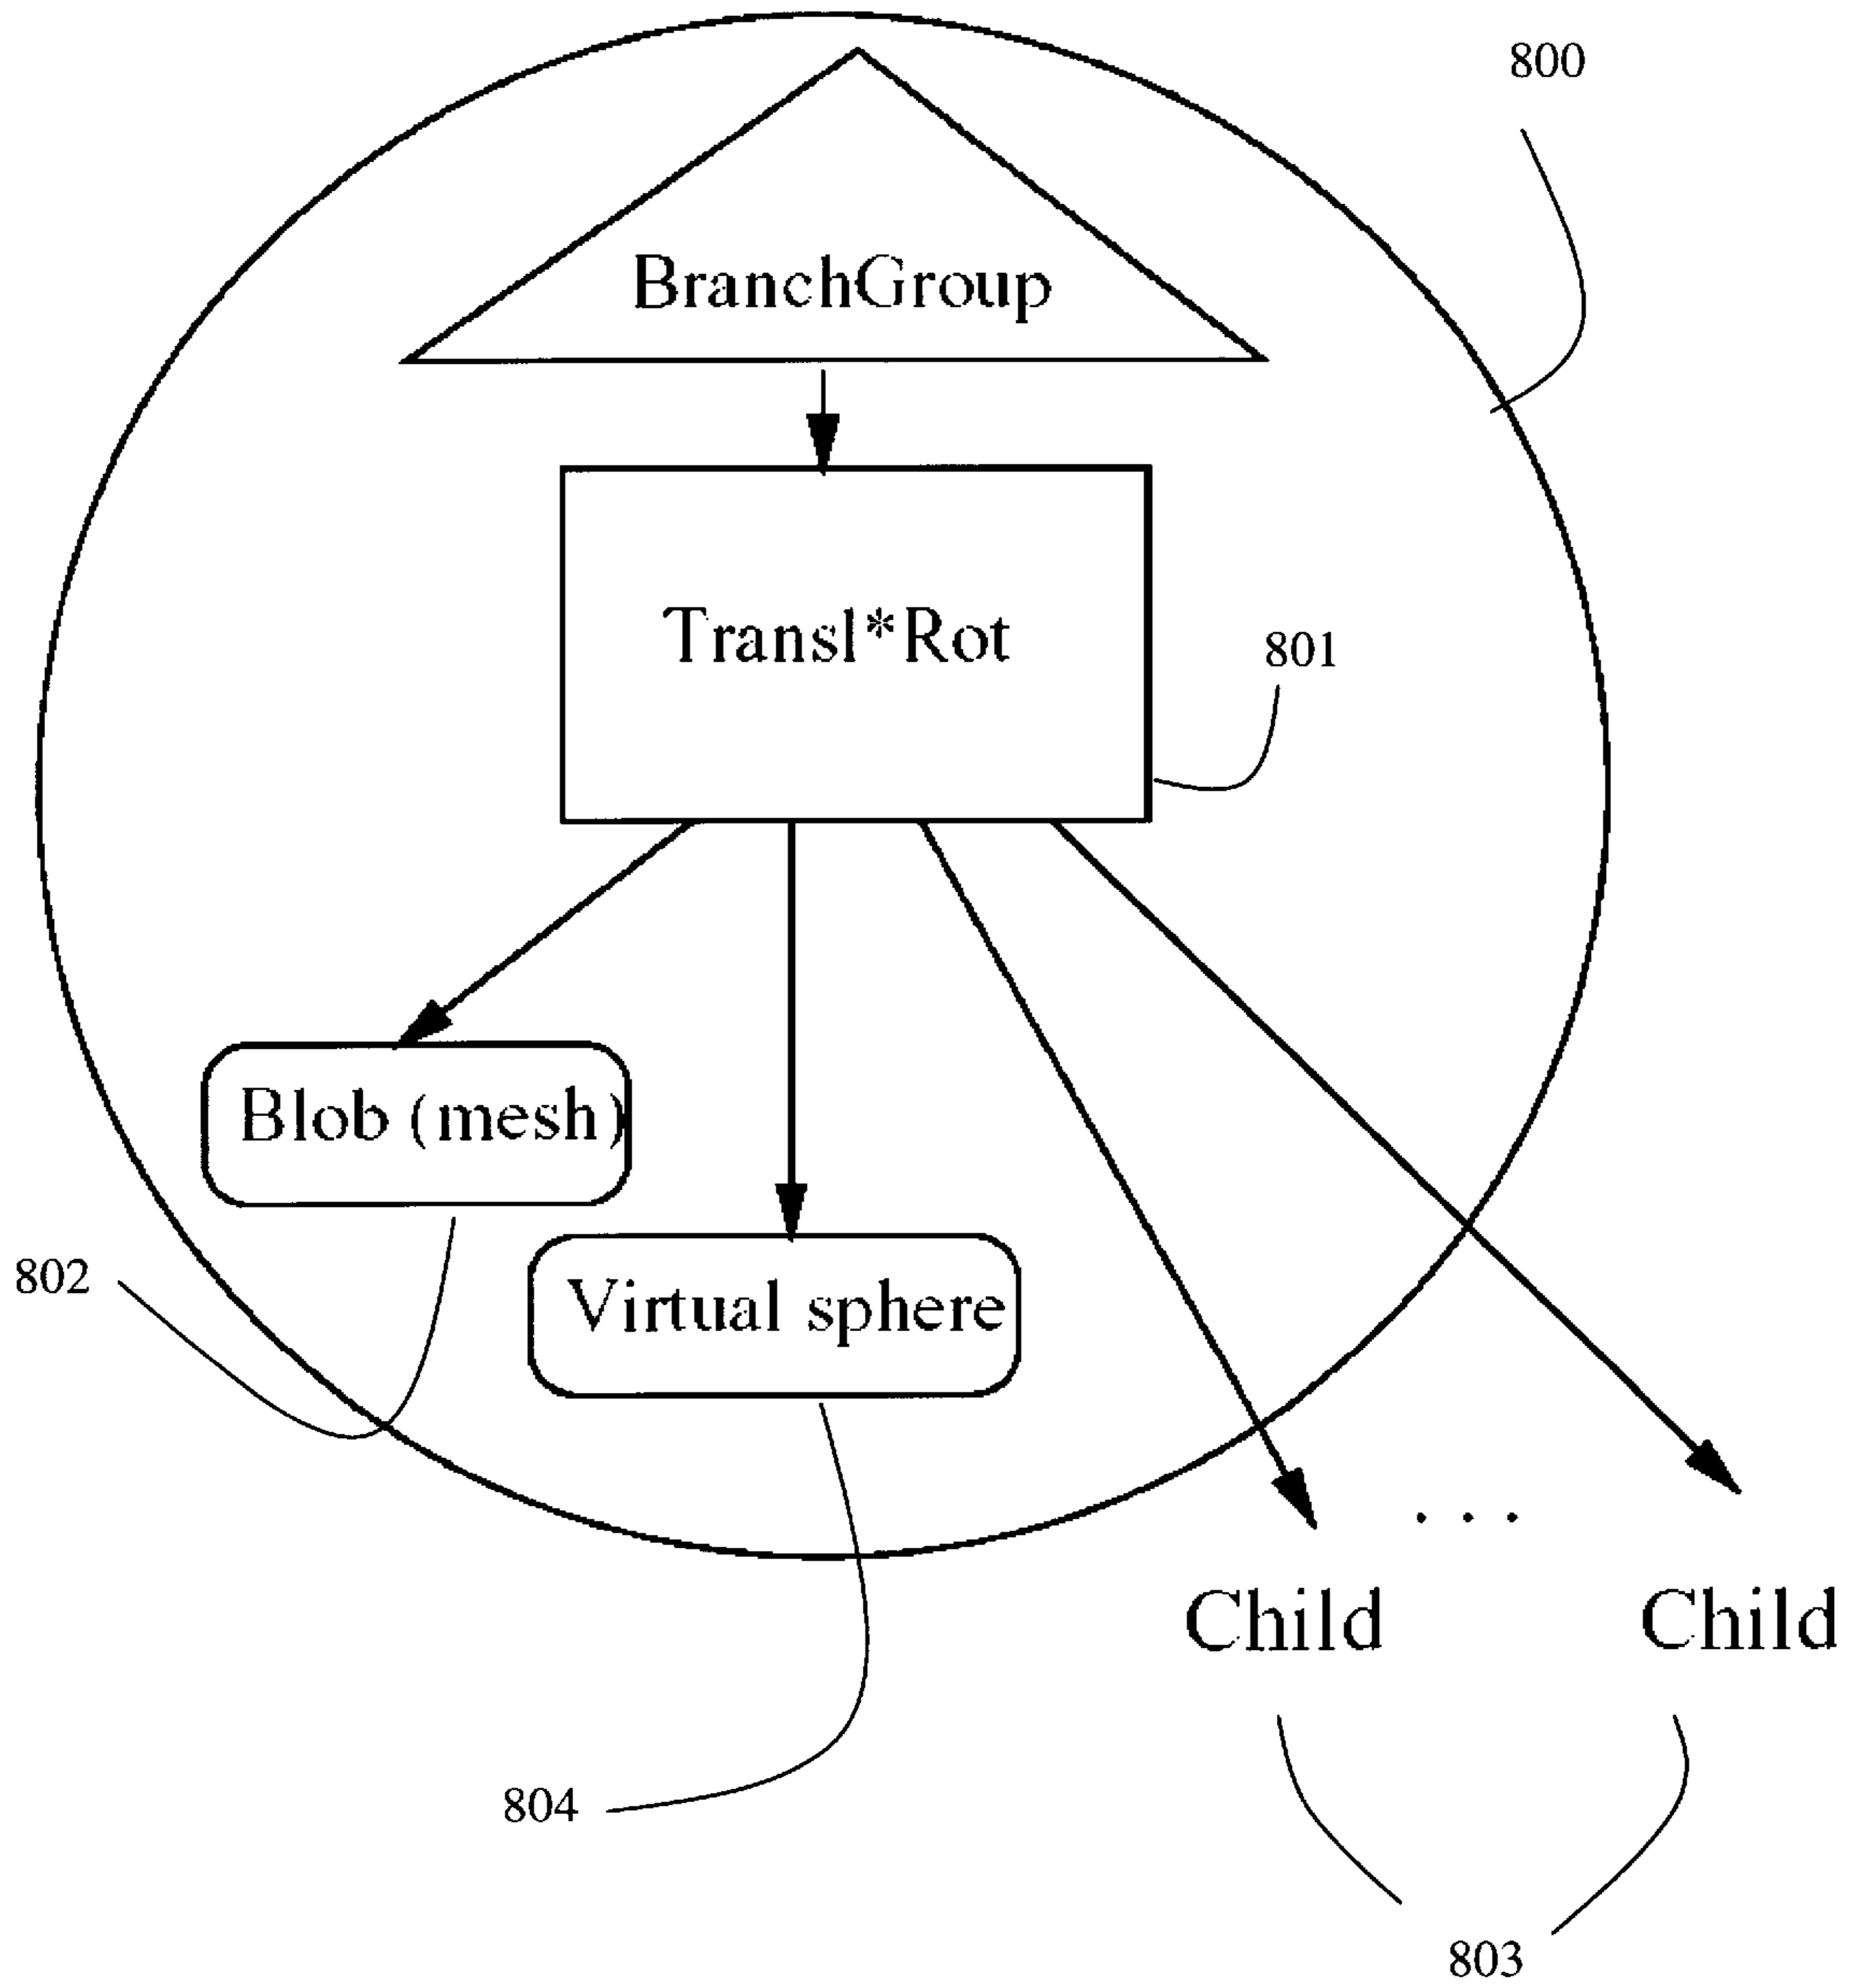 800
BranchGroup
Transl*Rot
801
Blob (mesh)
802
Virtual sphere
. . .
Child
Child
804
803